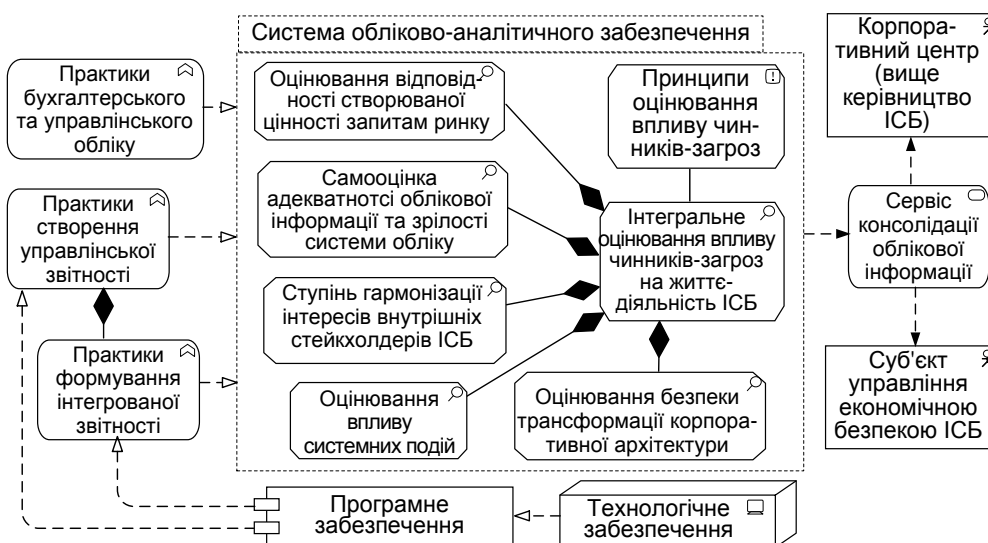 Система обліково-аналітичного забезпечення
Практики
бухгалтерського
та управлінського
обліку
Практики
створення
управлінської
звітності
Практики
формування
інтегрованої
звітності
Оцінювання відповід-
ності створюваної
цінності запитам ринку
Самооцінка
адекватнотсі облікової
інформації та зрілості
системи обліку
Ступінь гармонізації
інтересів внутрішніх
стейкхолдерів ІСБ
Оцінювання
впливу
системних подій
Принципи
оцінювання
впливу чин-
ників-загроз
Інтегральне
оцінювання впливу
чинників-загроз
на життє-
діяльність ІСБ
Оцінювання безпеки
трансформації корпора-
тивної архітектури
Корпора-
тивний центр
(вище
керівництво
ІСБ)
Сервіс
консолідації
облікової
інформації
Суб'єкт
управління
економічною
безпекою ІСБ
Програмне
забезпечення
Технологічне
забезпечення